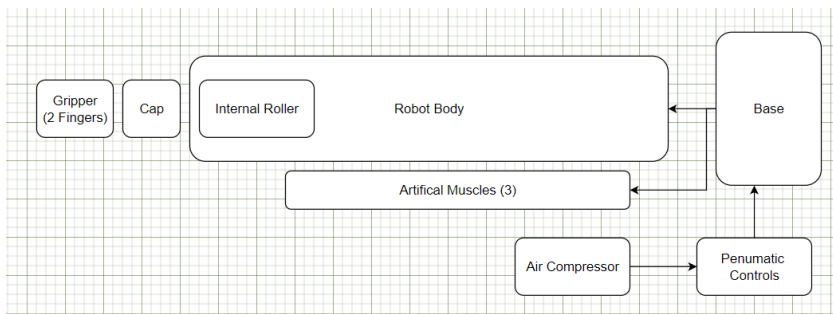 Gripper
(2 Fingers)
Cap
Internal Roller
Robot Body
Base
Artifical Muscles (3)
Air Compressor
Penumatic
Controls